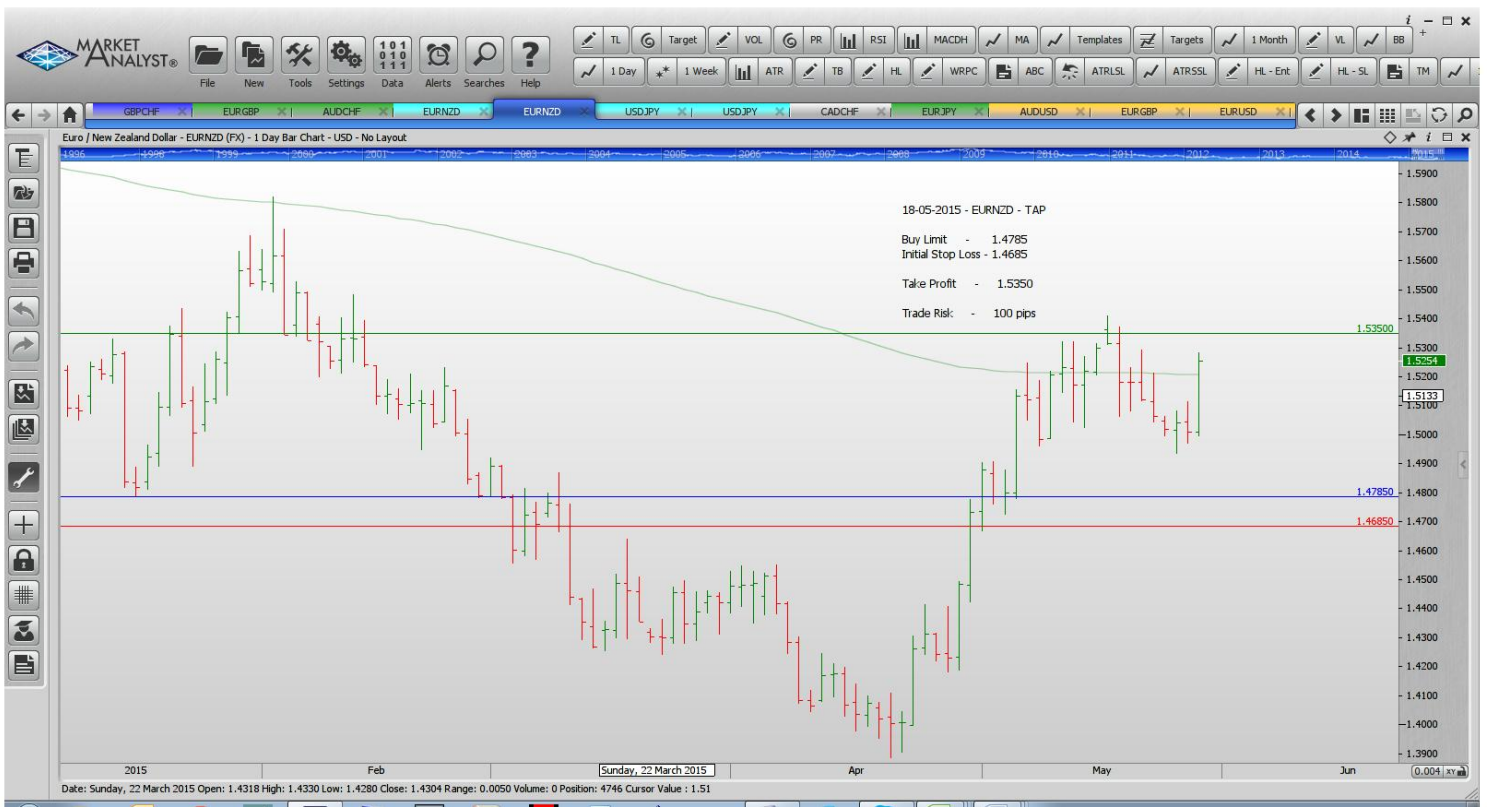 i
MARKET
ANALYST®
File New Tools Settings Data Alerts Searches Help
TL Target VOL PR RSI MACDH MA Templates Targets 1 Month VL BB
1 Day 1 Week ATR TB HL WRPC ABC ATRLSL ATRSSL HL - Ent HL - SL TM
GBPCHF EURGBP AUDCHF EURNZD EURNZD USDJPY USDJPY CADCHF EURJPY AUDUSD EURGBP EURUSD
Euro / New Zealand Dollar - EURNZD (FX) - 1 Day Bar Chart - USD - No Layout
1996 1998 1999 2000 2001 2002 2003 2004 2005 2006 2007 2008 2009 2010 2011 2012 2013 2014 2015
1.5900
18-05-2015 - EURNZD - TAP
1.5800
Buy Limit - 1.4785
1.5700
Initial Stop Loss - 1.4685
1.5600
Take Profit - 1.5350
1.5500
Trade Risk - 100 pips
1.5400
1.53500
1.5300
1.5254
1.5200
1.5133
1.5100
1.5000
1.4900
1.47850
1.4800
1.4700
1.46850
1.4600
1.4500
1.4400
1.4300
1.4200
1.4100
1.4000
1.3900
2015 Feb Sunday, 22 March 2015 Apr May Jun 0.004 XY
Date: Sunday, 22 March 2015 Open: 1.4318 High: 1.4330 Low: 1.4280 Close: 1.4304 Range: 0.0050 Volume: 0 Position: 4746 Cursor Value : 1.51